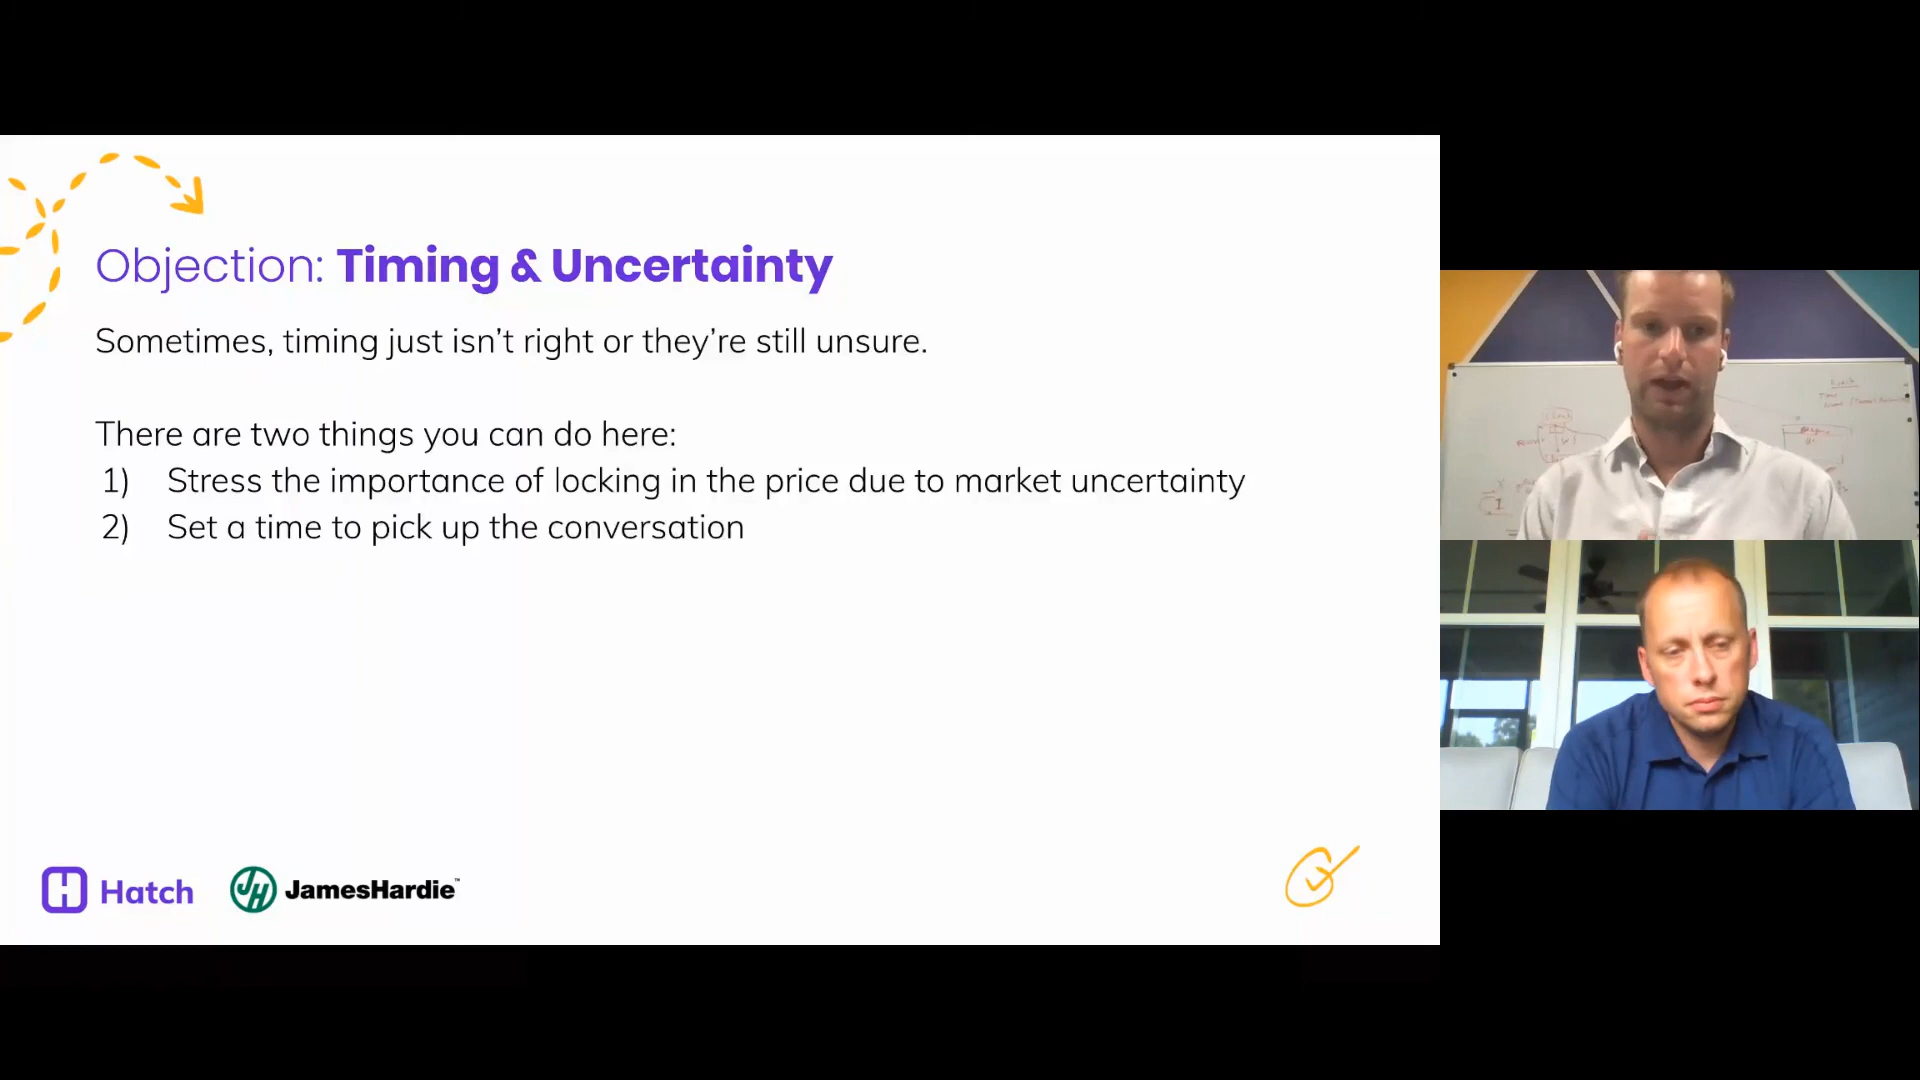 Objection: Timing & Uncertainty
Sometimes, timing just isn’t right or they’re still unsure.
There are two things you can do here:
1) Stress the importance of locking in the price due to market uncertainty
2) Set a time to pick up the conversation
Hatch
JH JamesHardie™